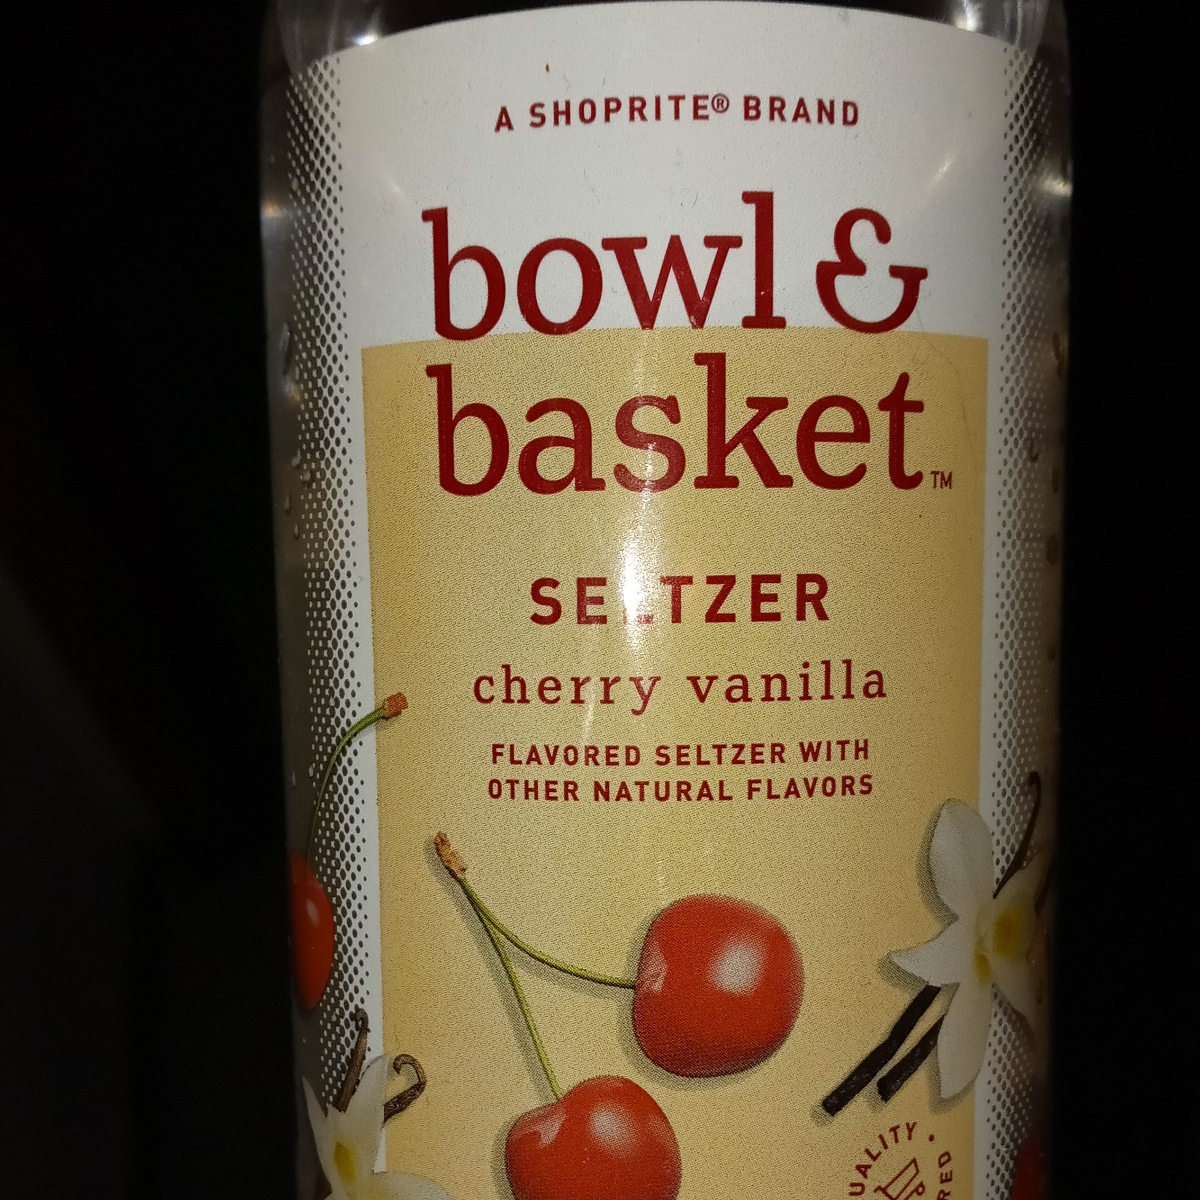 A SHOPRITE® BRAND
bowl &
basket™
SELTZER
cherry vanilla
FLAVORED SELTZER WITH
OTHER NATURAL FLAVORS